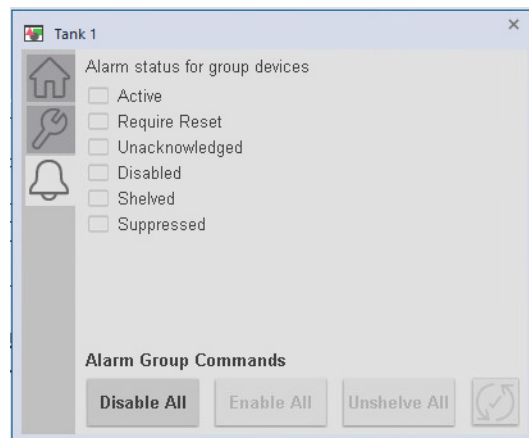 Tank 1
Alarm status for group devices
Active
Require Reset
Unacknowledged
Disabled
Shelved
Suppressed
Alarm Group Commands
Disable All Enable All Unshelve All